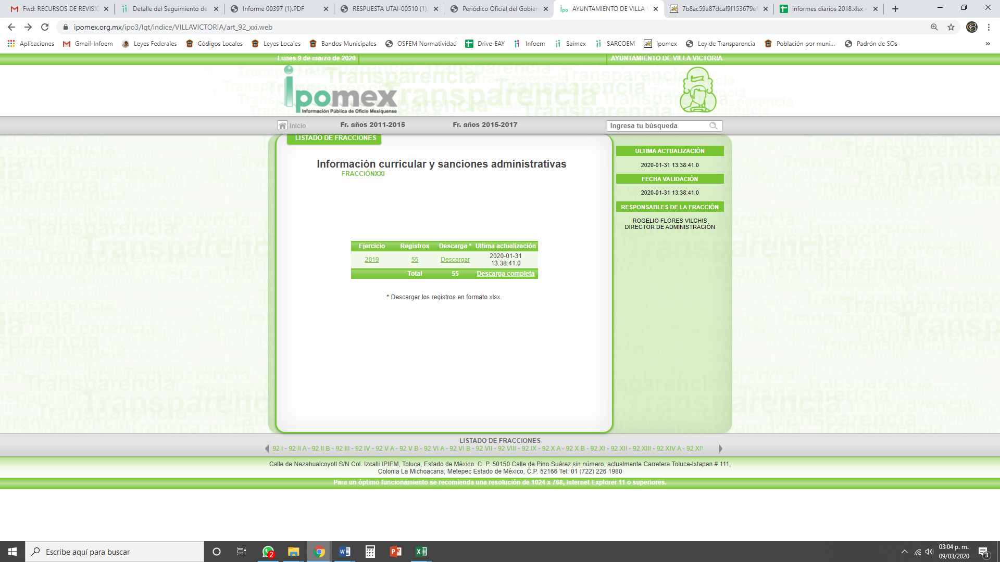 Fwd: RECURSOS DE REVISIÓ
Detalle del Seguimiento de
Informe 00397 (1).PDF
RESPUESTA UTAI-00510 (1).
Periódico Oficial del Gobiern
AYUNTAMIENTO DE VILLA V
7b8ac59a87dcaf9f153679ef
informes diarios 2018.xlsx -
ipomex.org.mx/ipo3/lgt/indice/VILLAVICTORIA/art_92_xxi.web
Aplicaciones
Gmail-Infoem
Leyes Federales
Códigos Locales
Leyes Locales
Bandos Municipales
OSFEM Normatividad
Drive-EAY
Infoem
Saimex
SARCOEM
Ipomex
Ley de Transparencia
Población por muni...
Padrón de SOs
»
Lunes 9 de marzo de 2020
AYUNTAMIENTO DE VILLA VICTORIA
ipomex
Información Pública de Oficio Mexiquense
Inicio
Fr. años 2011-2015
Fr. años 2015-2017
Ingresa tu búsqueda
LISTADO DE FRACCIONES
Información curricular y sanciones administrativas
FRACCIÓNXXI
ULTIMA ACTUALIZACIÓN
2020-01-31 13:38:41.0
FECHA VALIDACIÓN
2020-01-31 13:38:41.0
RESPONSABLES DE LA FRACCIÓN
ROGELIO FLORES VILCHIS
DIRECTOR DE ADMINISTRACIÓN
Ejercicio Registros Descarga * Ultima actualización
2019 55 Descargar 2020-01-31 13:38:41.0
Total 55 Descarga completa
* Descargar los registros en formato xlsx.
LISTADO DE FRACCIONES
92 I - 92 II A - 92 II B - 92 III - 92 IV - 92 V A - 92 V B - 92 VI A - 92 VI B - 92 VII - 92 VIII - 92 IX - 92 X A - 92 X B - 92 XI - 92 XII - 92 XIII - 92 XIV A - 92 XIV
Calle de Nezahualcoyotl S/N Col. Izcalli IPIEM, Toluca, Estado de México. C. P. 50150 Calle de Pino Suárez sin número, actualmente Carretera Toluca-Ixtapan # 111,
Colonia La Michoacana; Metepec Estado de México, C.P. 52166 Tel: 01 (722) 226 1980
Para un óptimo funcionamiento se recomienda una resolución de 1024 x 768, Internet Explorer 11 o superiores.
Escribe aquí para buscar
2
03:04 p. m.
09/03/2020
3